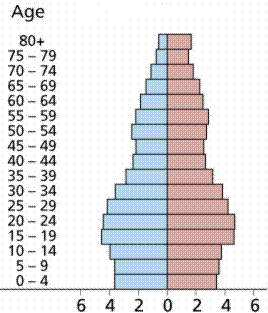 Age
80+
75 – 79
70 – 74
65 – 69
60 – 64
55 – 59
50 – 54
45 – 49
40 – 44
35 – 39
30 – 34
25 – 29
20 – 24
15 – 19
10 – 14
5 – 9
0 – 4
6 4 2 0 2 4 6